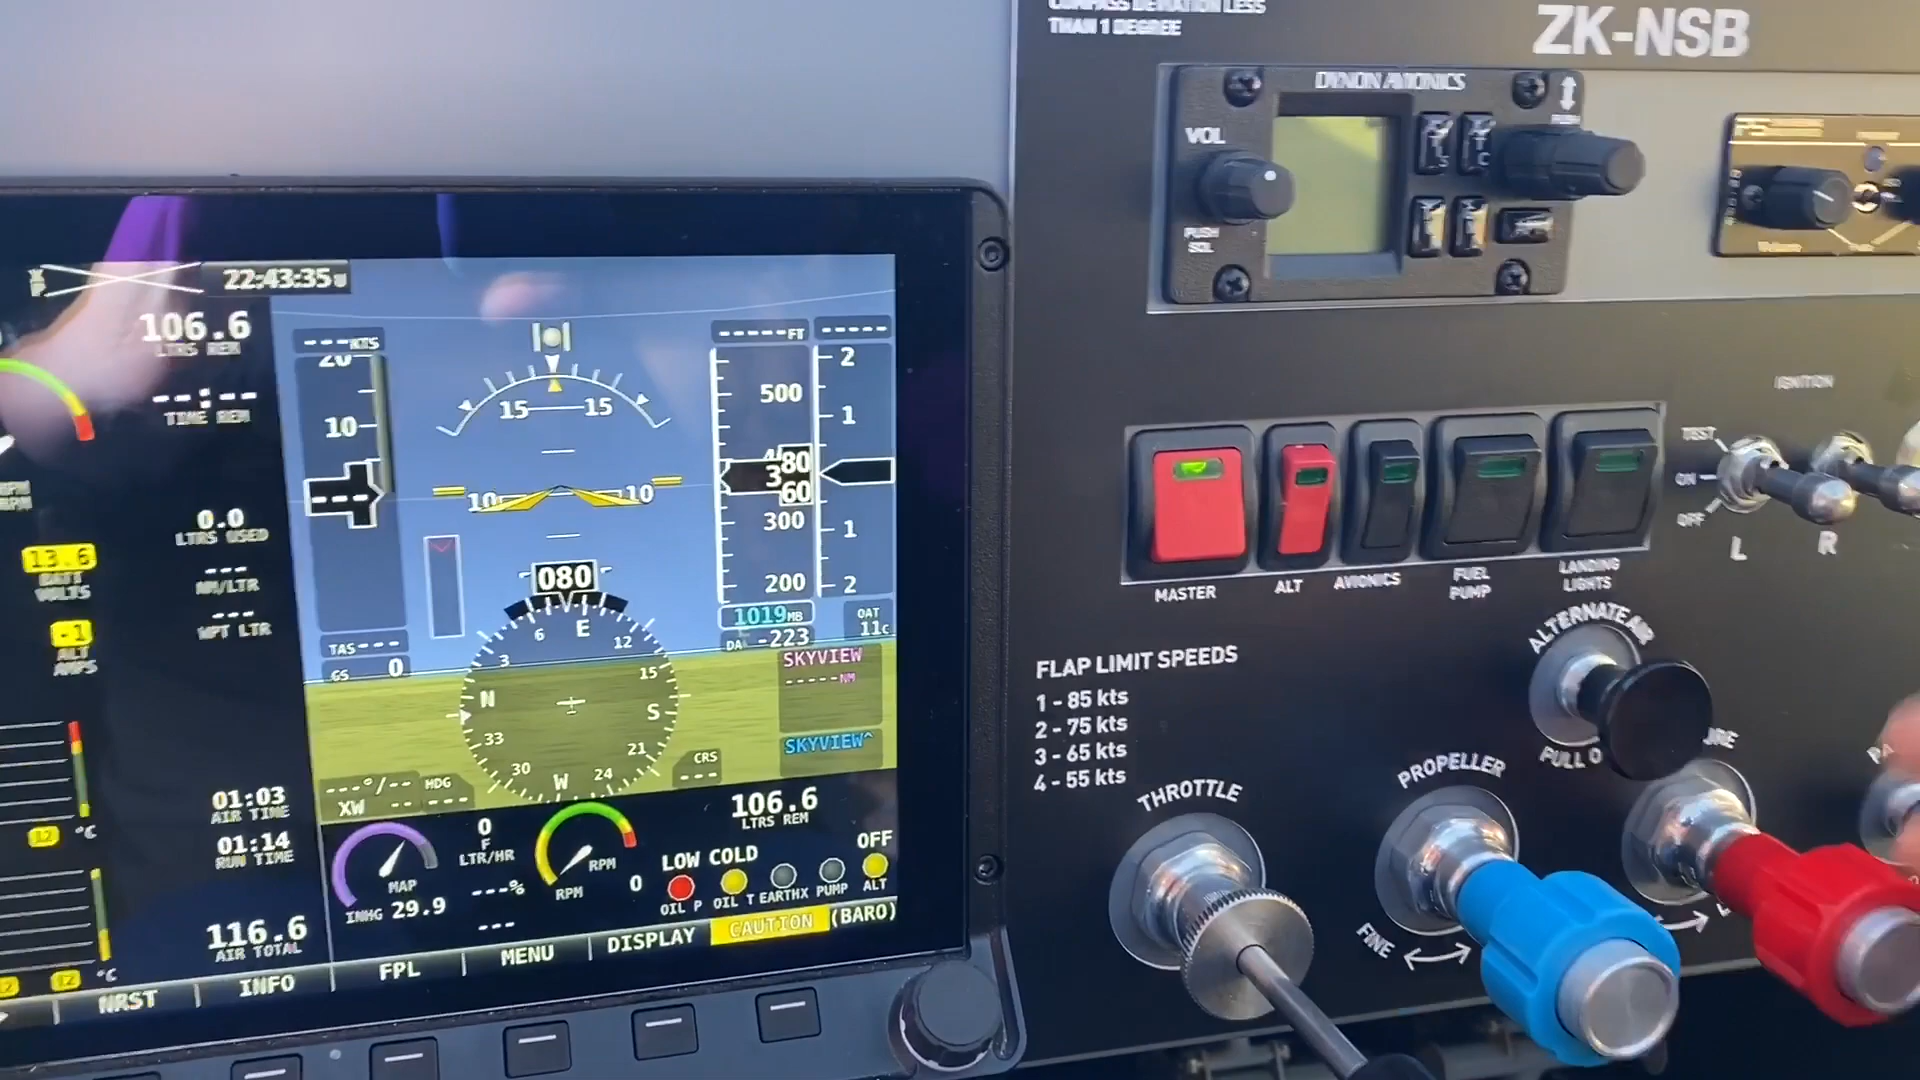 COMPASS DEVIATION LESS
THAN 1 DEGREE
ZK-NSB
DYNON AVIONICS
VOL
PUSH
SQL
PUSH
22:43:35U
106.6
LTRS REM
--:--
TIME REM
0.0
LTRS USED
---
NM/LTR
---
WPT LTR
13.6
BATT
VOLTS
-1
ALT
AMPS
01:03
AIR TIME
01:14
RUN TIME
116.6
AIR TOTAL
12 °C
12 °C
---KTS
20
10
---
TAS---
GS 0
15 15
10 10
080
3 6 E 12 15 S 21 24 W 30 33 N
-----FT
-----
500
300
200
3
80
60
2
1
1
2
1019MB
DA -223
OAT
11C
SKYVIEW
-----NM
SKYVIEW^
CRS
---
---°/--
XW --
HDG
---
MAP
INHG 29.9
0
F
LTR/HR
---%
---
RPM
RPM 0
106.6
LTRS REM
LOW COLD OFF
OIL P OIL T EARTHX PUMP ALT
NRST INFO FPL MENU DISPLAY CAUTION (BARO)
MASTER
ALT
AVIONICS
FUEL
PUMP
LANDING
LIGHTS
IGNITION
TEST
ON
OFF
L R
FLAP LIMIT SPEEDS
1 - 85 kts
2 - 75 kts
3 - 65 kts
4 - 55 kts
ALTERNATE AIR
PULL O
THROTTLE
PROPELLER
FINE
URE